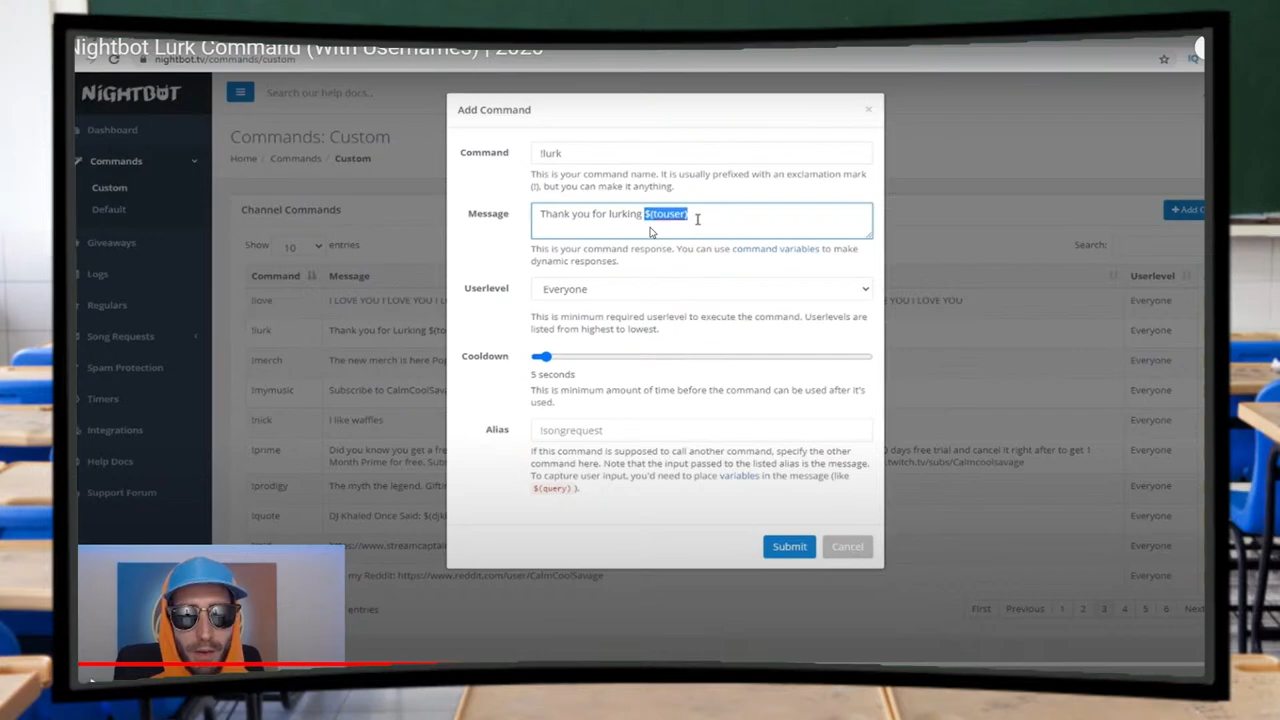 Nightbot Lurk Command (With Usernames) | 2020
nightbot.tv/commands/custom
IQ
NIGHTBOT
Search our help docs...
Dashboard
Commands
Custom
Default
Giveaways
Logs
Regulars
Song Requests
Spam Protection
Timers
Integrations
Help Docs
Support Forum
Commands: Custom
Home / Commands / Custom
Channel Commands
Show 10 entries
Search:
Command Message Userlevel
!love I LOVE YOU I LOVE YOU I L YOU I LOVE YOU Everyone
!lurk Thank you for Lurking $(to Everyone
!merch The new merch is here Pop Everyone
!mymusic Subscribe to CalmCoolSava Everyone
!nick I like waffles Everyone
!prime Did you know you get a fre 0 days free trial and cancel it right after to get 1 Everyone
Month Prime for free. Subs .twitch.tv/subs/Calmcoolsavage
!prodigy The myth the legend. Gifti Everyone
!quote DJ Khaled Once Said: $(djkl Everyone
https://www.streamcaptai Everyone
my Reddit: https://www.reddit.com/user/CalmCoolSavage Everyone
entries
First Previous 1 2 3 4 5 6 Next
Add Command
×
Command !lurk
This is your command name. It is usually prefixed with an exclamation mark
(!), but you can make it anything.
Message Thank you for lurking $(touser)
This is your command response. You can use command variables to make
dynamic responses.
Userlevel Everyone
This is minimum required userlevel to execute the command. Userlevels are
listed from highest to lowest.
Cooldown
5 seconds
This is minimum amount of time before the command can be used after it's
used.
Alias !songrequest
If this command is supposed to call another command, specify the other
command here. Note that the input passed to the listed alias is the message.
To capture user input, you'd need to place variables in the message (like
$(query) ).
Submit Cancel
+ Add C